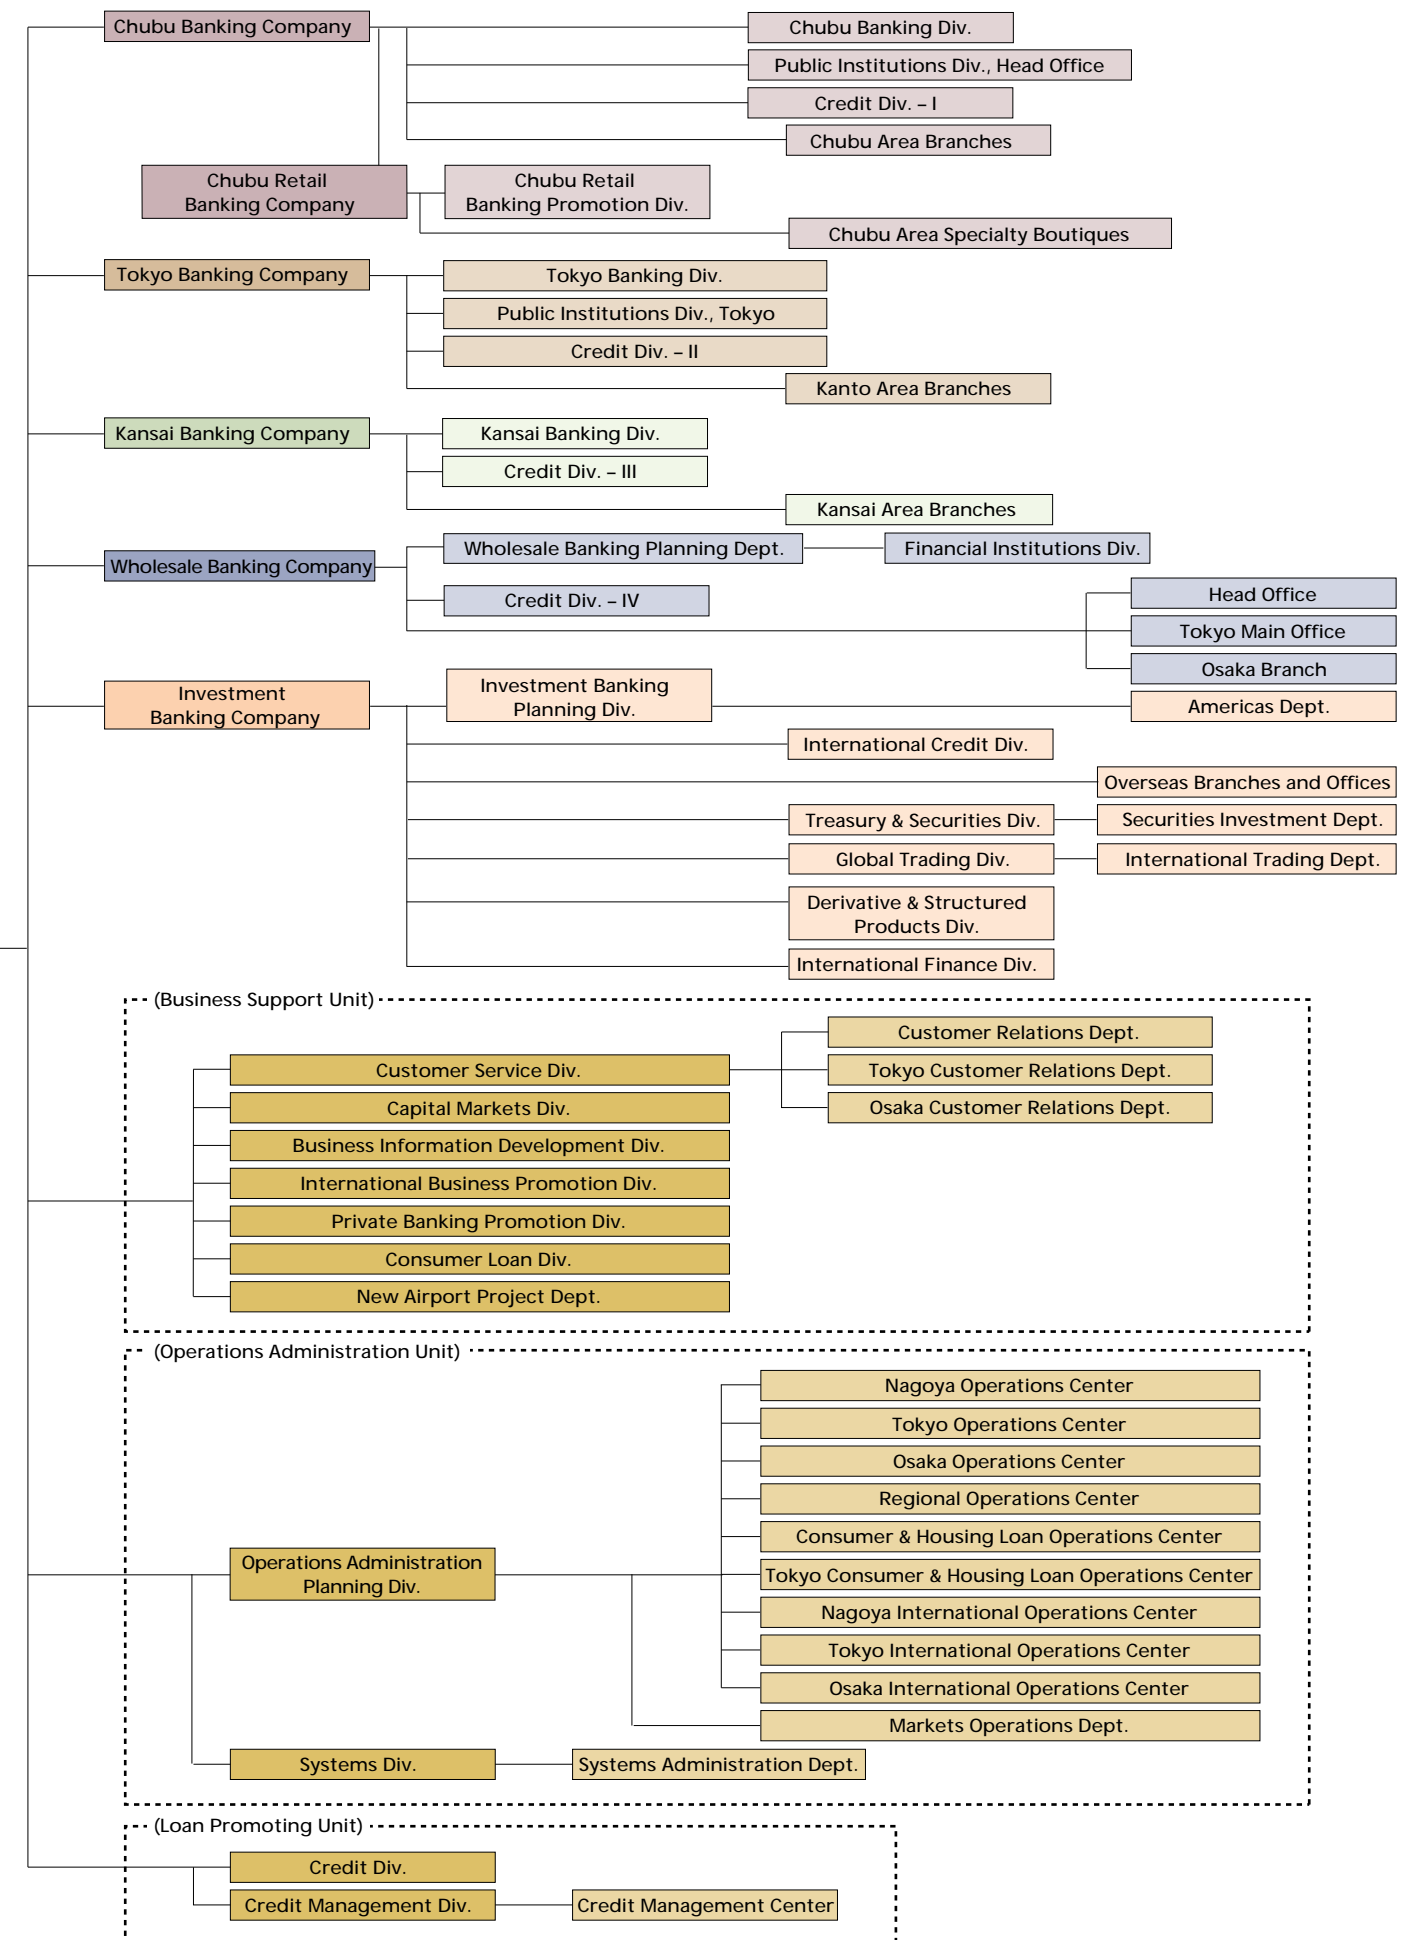 Chubu Banking Company
Chubu Banking Div.
Public Institutions Div., Head Office
Credit Div. – I
Chubu Area Branches
Chubu Retail
Banking Company
Chubu Retail
Banking Promotion Div.
Chubu Area Specialty Boutiques
Tokyo Banking Company
Tokyo Banking Div.
Public Institutions Div., Tokyo
Credit Div. – II
Kanto Area Branches
Kansai Banking Company
Kansai Banking Div.
Credit Div. – III
Kansai Area Branches
Wholesale Banking Company
Wholesale Banking Planning Dept.
Financial Institutions Div.
Credit Div. – IV
Head Office
Tokyo Main Office
Osaka Branch
Investment
Banking Company
Investment Banking
Planning Div.
Americas Dept.
International Credit Div.
Overseas Branches and Offices
Treasury & Securities Div.
Securities Investment Dept.
Global Trading Div.
International Trading Dept.
Derivative & Structured
Products Div.
International Finance Div.
(Business Support Unit)
Customer Service Div.
Customer Relations Dept.
Tokyo Customer Relations Dept.
Osaka Customer Relations Dept.
Capital Markets Div.
Business Information Development Div.
International Business Promotion Div.
Private Banking Promotion Div.
Consumer Loan Div.
New Airport Project Dept.
(Operations Administration Unit)
Operations Administration
Planning Div.
Nagoya Operations Center
Tokyo Operations Center
Osaka Operations Center
Regional Operations Center
Consumer & Housing Loan Operations Center
Tokyo Consumer & Housing Loan Operations Center
Nagoya International Operations Center
Tokyo International Operations Center
Osaka International Operations Center
Markets Operations Dept.
Systems Div.
Systems Administration Dept.
(Loan Promoting Unit)
Credit Div.
Credit Management Div.
Credit Management Center